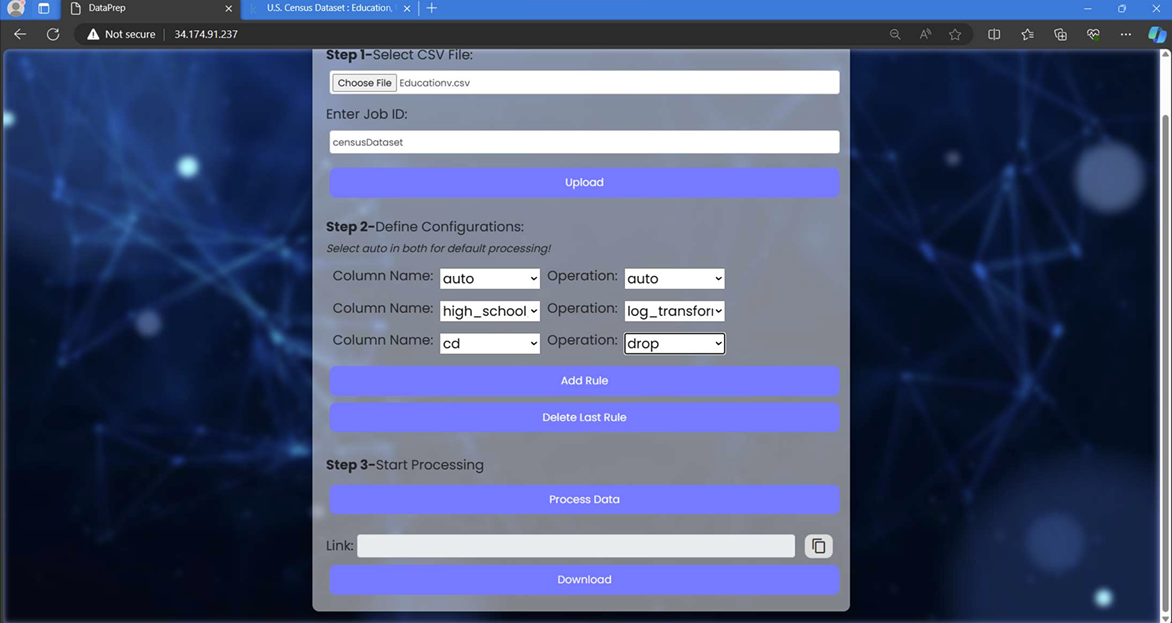 DataPrep
U.S. Census Dataset : Education,
Not secure 34.174.91.237
Step 1-Select CSV File:
Choose File Educationv.csv
Enter Job ID:
censusDataset
Upload
Step 2-Define Configurations:
Select auto in both for default processing!
Column Name: auto Operation: auto
Column Name: high_school Operation: log_transforr
Column Name: cd Operation: drop
Add Rule
Delete Last Rule
Step 3-Start Processing
Process Data
Link:
Download